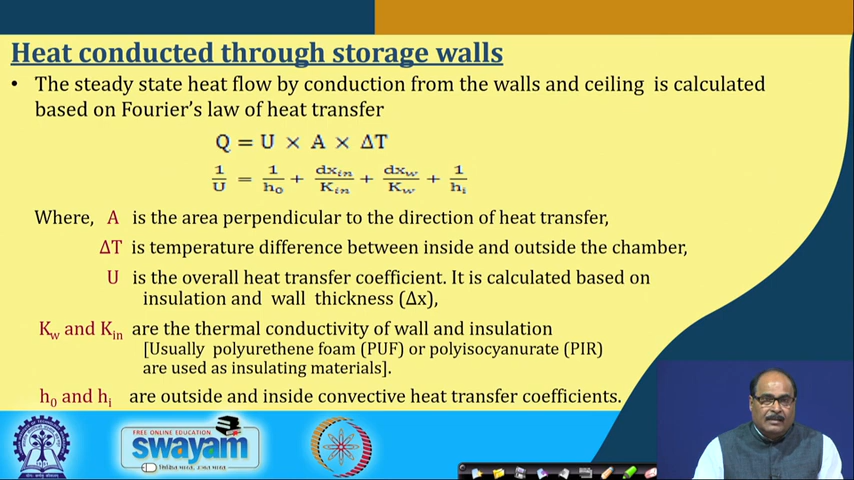 Heat conducted through storage walls
• The steady state heat flow by conduction from the walls and ceiling is calculated
based on Fourier's law of heat transfer
Q = U × A × ΔT
1/U = 1/h₀ + dxᵢₙ/Kᵢₙ + dx_w/K_w + 1/hᵢ
Where, A is the area perpendicular to the direction of heat transfer,
ΔT is temperature difference between inside and outside the chamber,
U is the overall heat transfer coefficient. It is calculated based on
insulation and wall thickness (Δx),
K_w and Kᵢₙ are the thermal conductivity of wall and insulation
[Usually polyurethene foam (PUF) or polyisocyanurate (PIR)
are used as insulating materials].
h₀ and hᵢ are outside and inside convective heat transfer coefficients.
FREE ONLINE EDUCATION
swayam